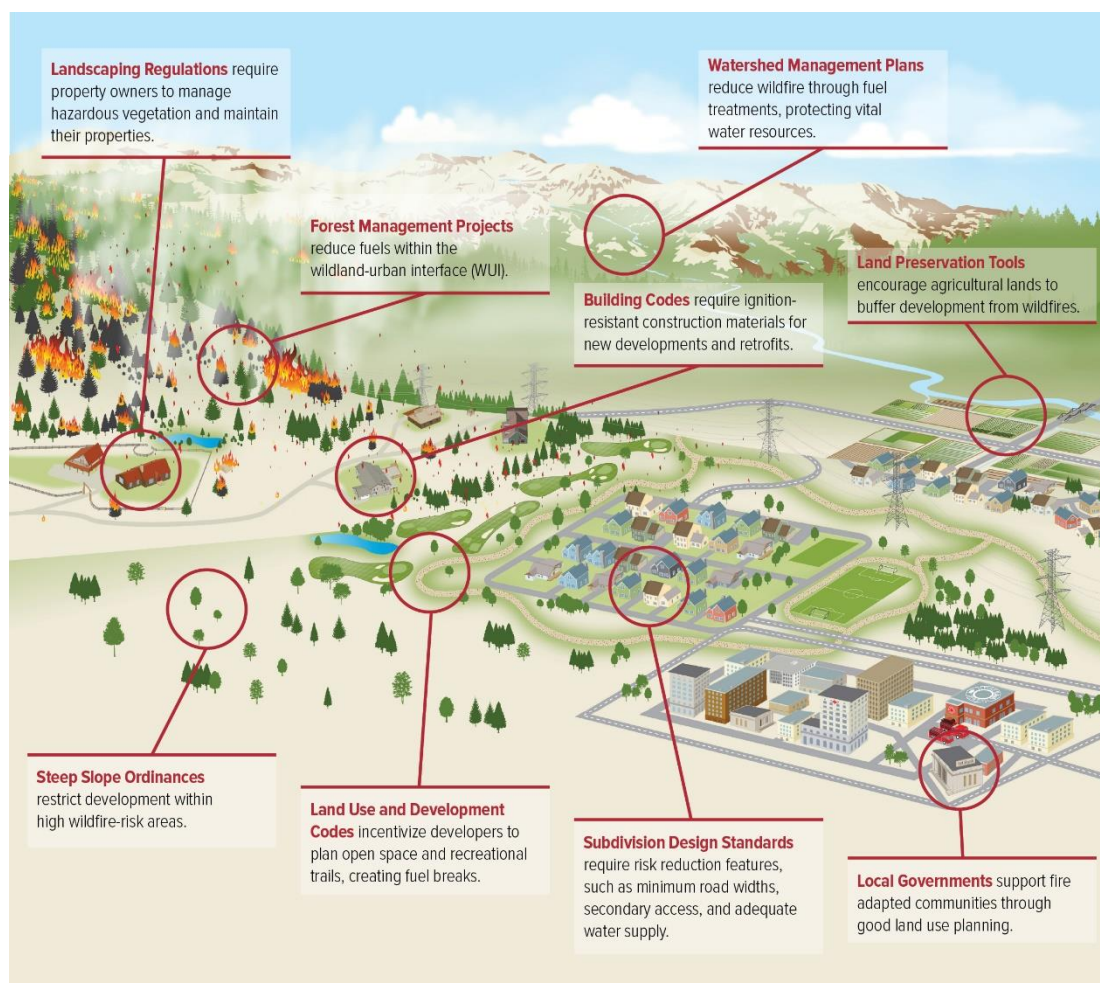 Landscaping Regulations require
property owners to manage
hazardous vegetation and maintain
their properties.
Watershed Management Plans
reduce wildfire through fuel
treatments, protecting vital
water resources.
Forest Management Projects
reduce fuels within the
wildland-urban interface (WUI).
Land Preservation Tools
encourage agricultural lands to
buffer development from wildfires.
Building Codes require ignition-
resistant construction materials for
new developments and retrofits.
Steep Slope Ordinances
restrict development within
high wildfire-risk areas.
Land Use and Development
Codes incentivize developers to
plan open space and recreational
trails, creating fuel breaks.
Subdivision Design Standards
require risk reduction features,
such as minimum road widths,
secondary access, and adequate
water supply.
Local Governments support fire
adapted communities through
good land use planning.